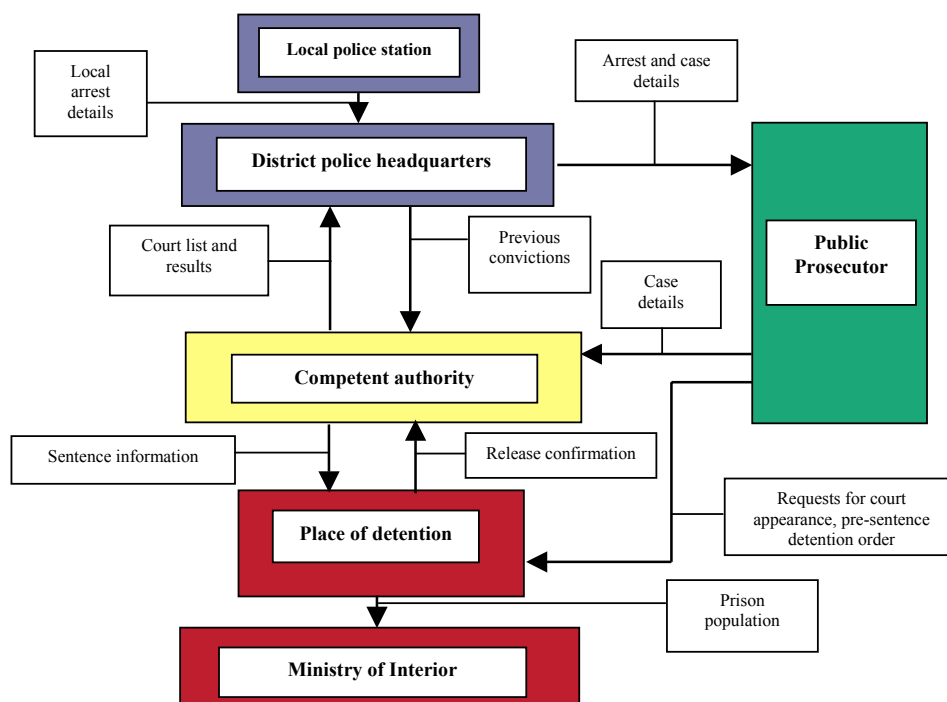 Local police station
Local
arrest
details
Arrest and case
details
District police headquarters
Public
Prosecutor
Court list and
results
Previous
convictions
Case
details
Competent authority
Sentence information
Release confirmation
Place of detention
Requests for court
appearance, pre-sentence
detention order
Prison
population
Ministry of Interior